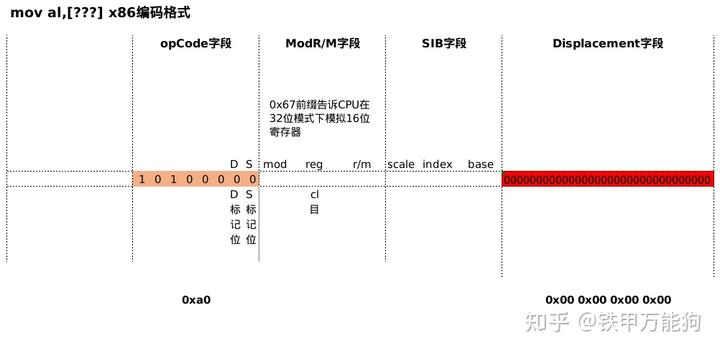 mov al,[???] x86编码格式
opCode字段 ModR/M字段 SIB字段 Displacement字段
0x67前缀告诉CPU在
32位模式下模拟16位
寄存器
D S mod reg r/m scale index base
1 0 1 0 0 0 0 0 00000000000000000000000000000000
D S cl
标 标 目
记 记
位 位
0xa0 0x00 0x00 0x00 0x00
知乎 @铁甲万能狗